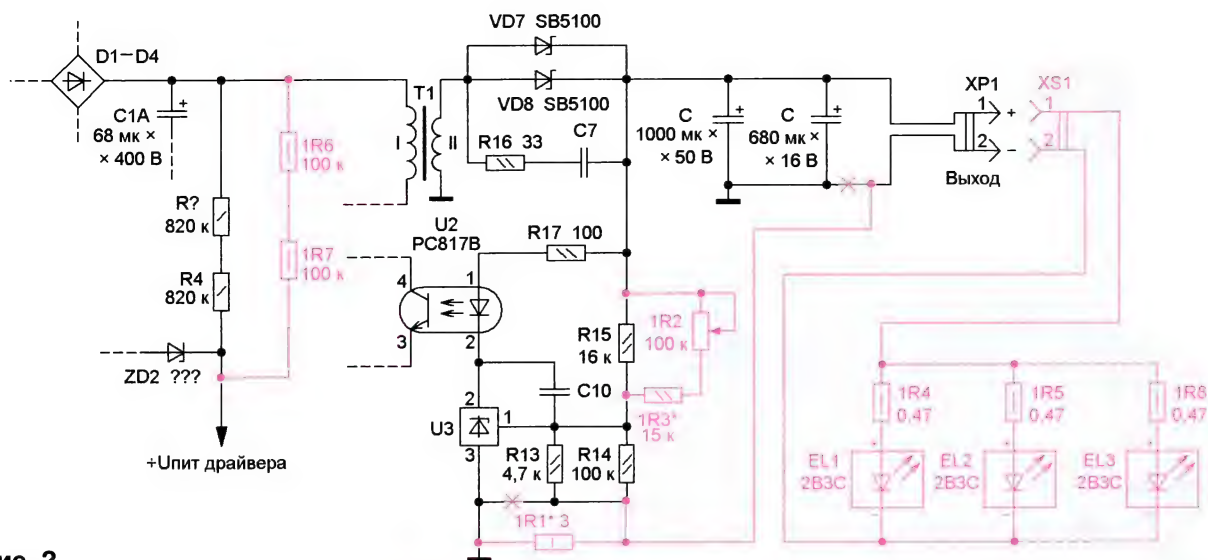 VD7 SB5100
D1–D4
C1A
+
68 мк ×
× 400 В
T1
I
II
VD8 SB5100
R16 33
C7
C
1000 мк ×
× 50 В
+
C
680 мк ×
× 16 В
+
XP1
1
+
2
–
Выход
XS1
1
2
1R6
100 к
R?
820 к
1R7
100 к
R4
820 к
U2
PC817B
R17 100
4
1
3
2
ZD2 ???
+Uпит драйвера
R15
16 к
1R2
100 к
1R3*
15 к
C10
U3
2
1
3
R13
4,7 к
R14
100 к
1R1* 3
1R4
0,47
1R5
0,47
1R8
0,47
EL1
2В3С
+
–
EL2
2В3С
+
–
EL3
2В3С
+
–